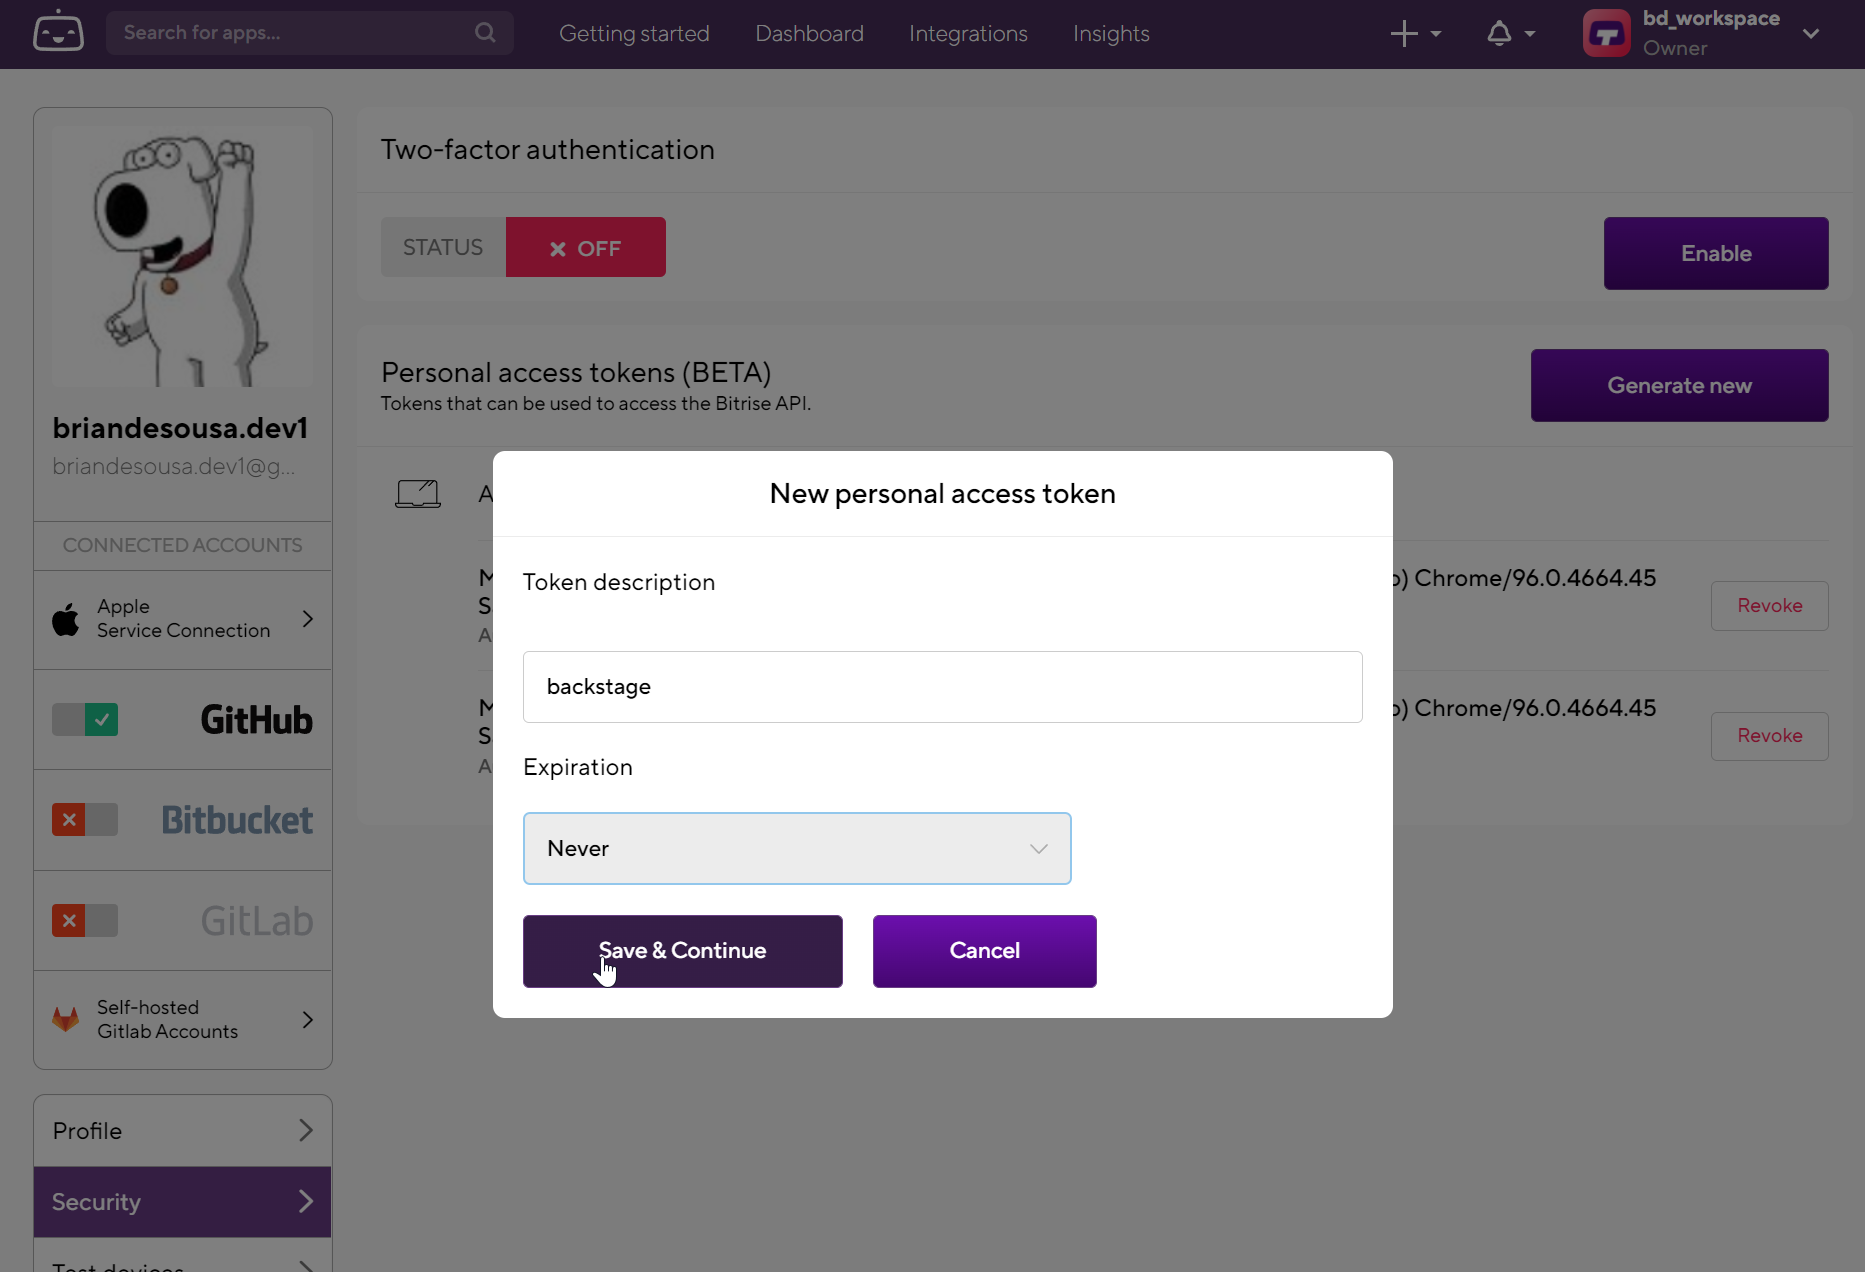 Search for apps...
Getting started
Dashboard
Integrations
Insights
bd_workspace
Owner
briandesousa.dev1
briandesousa.dev1@g...
CONNECTED ACCOUNTS
Apple
Service Connection
GitHub
Bitbucket
GitLab
Self-hosted
Gitlab Accounts
Profile
Security
Test devices
Two-factor authentication
STATUS
OFF
Enable
Personal access tokens (BETA)
Tokens that can be used to access the Bitrise API.
Generate new
) Chrome/96.0.4664.45
Revoke
) Chrome/96.0.4664.45
Revoke
New personal access token
Token description
backstage
Expiration
Never
Save & Continue
Cancel